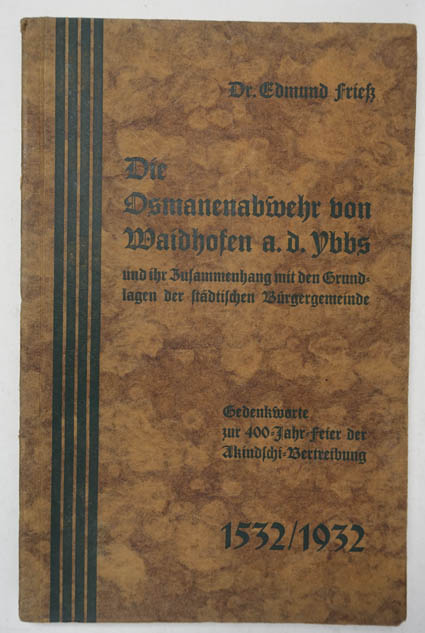 Dr. Edmund Frieß
Die
Osmanenabwehr von
Waidhofen a. d. Ybbs
und ihr Zusammenhang mit den Grund-
lagen der städtischen Bürgergemeinde
Gedenkworte
zur 400-Jahr-Feier der
Akindschi-Vertreibung
1532/1932